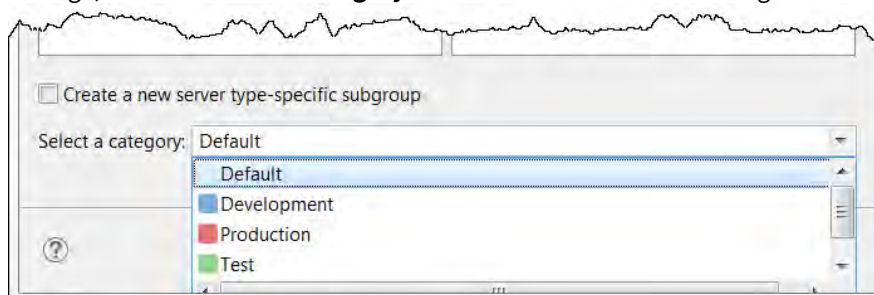 Create a new server type-specific subgroup
Select a category: Default
Default
Development
Production
Test
?